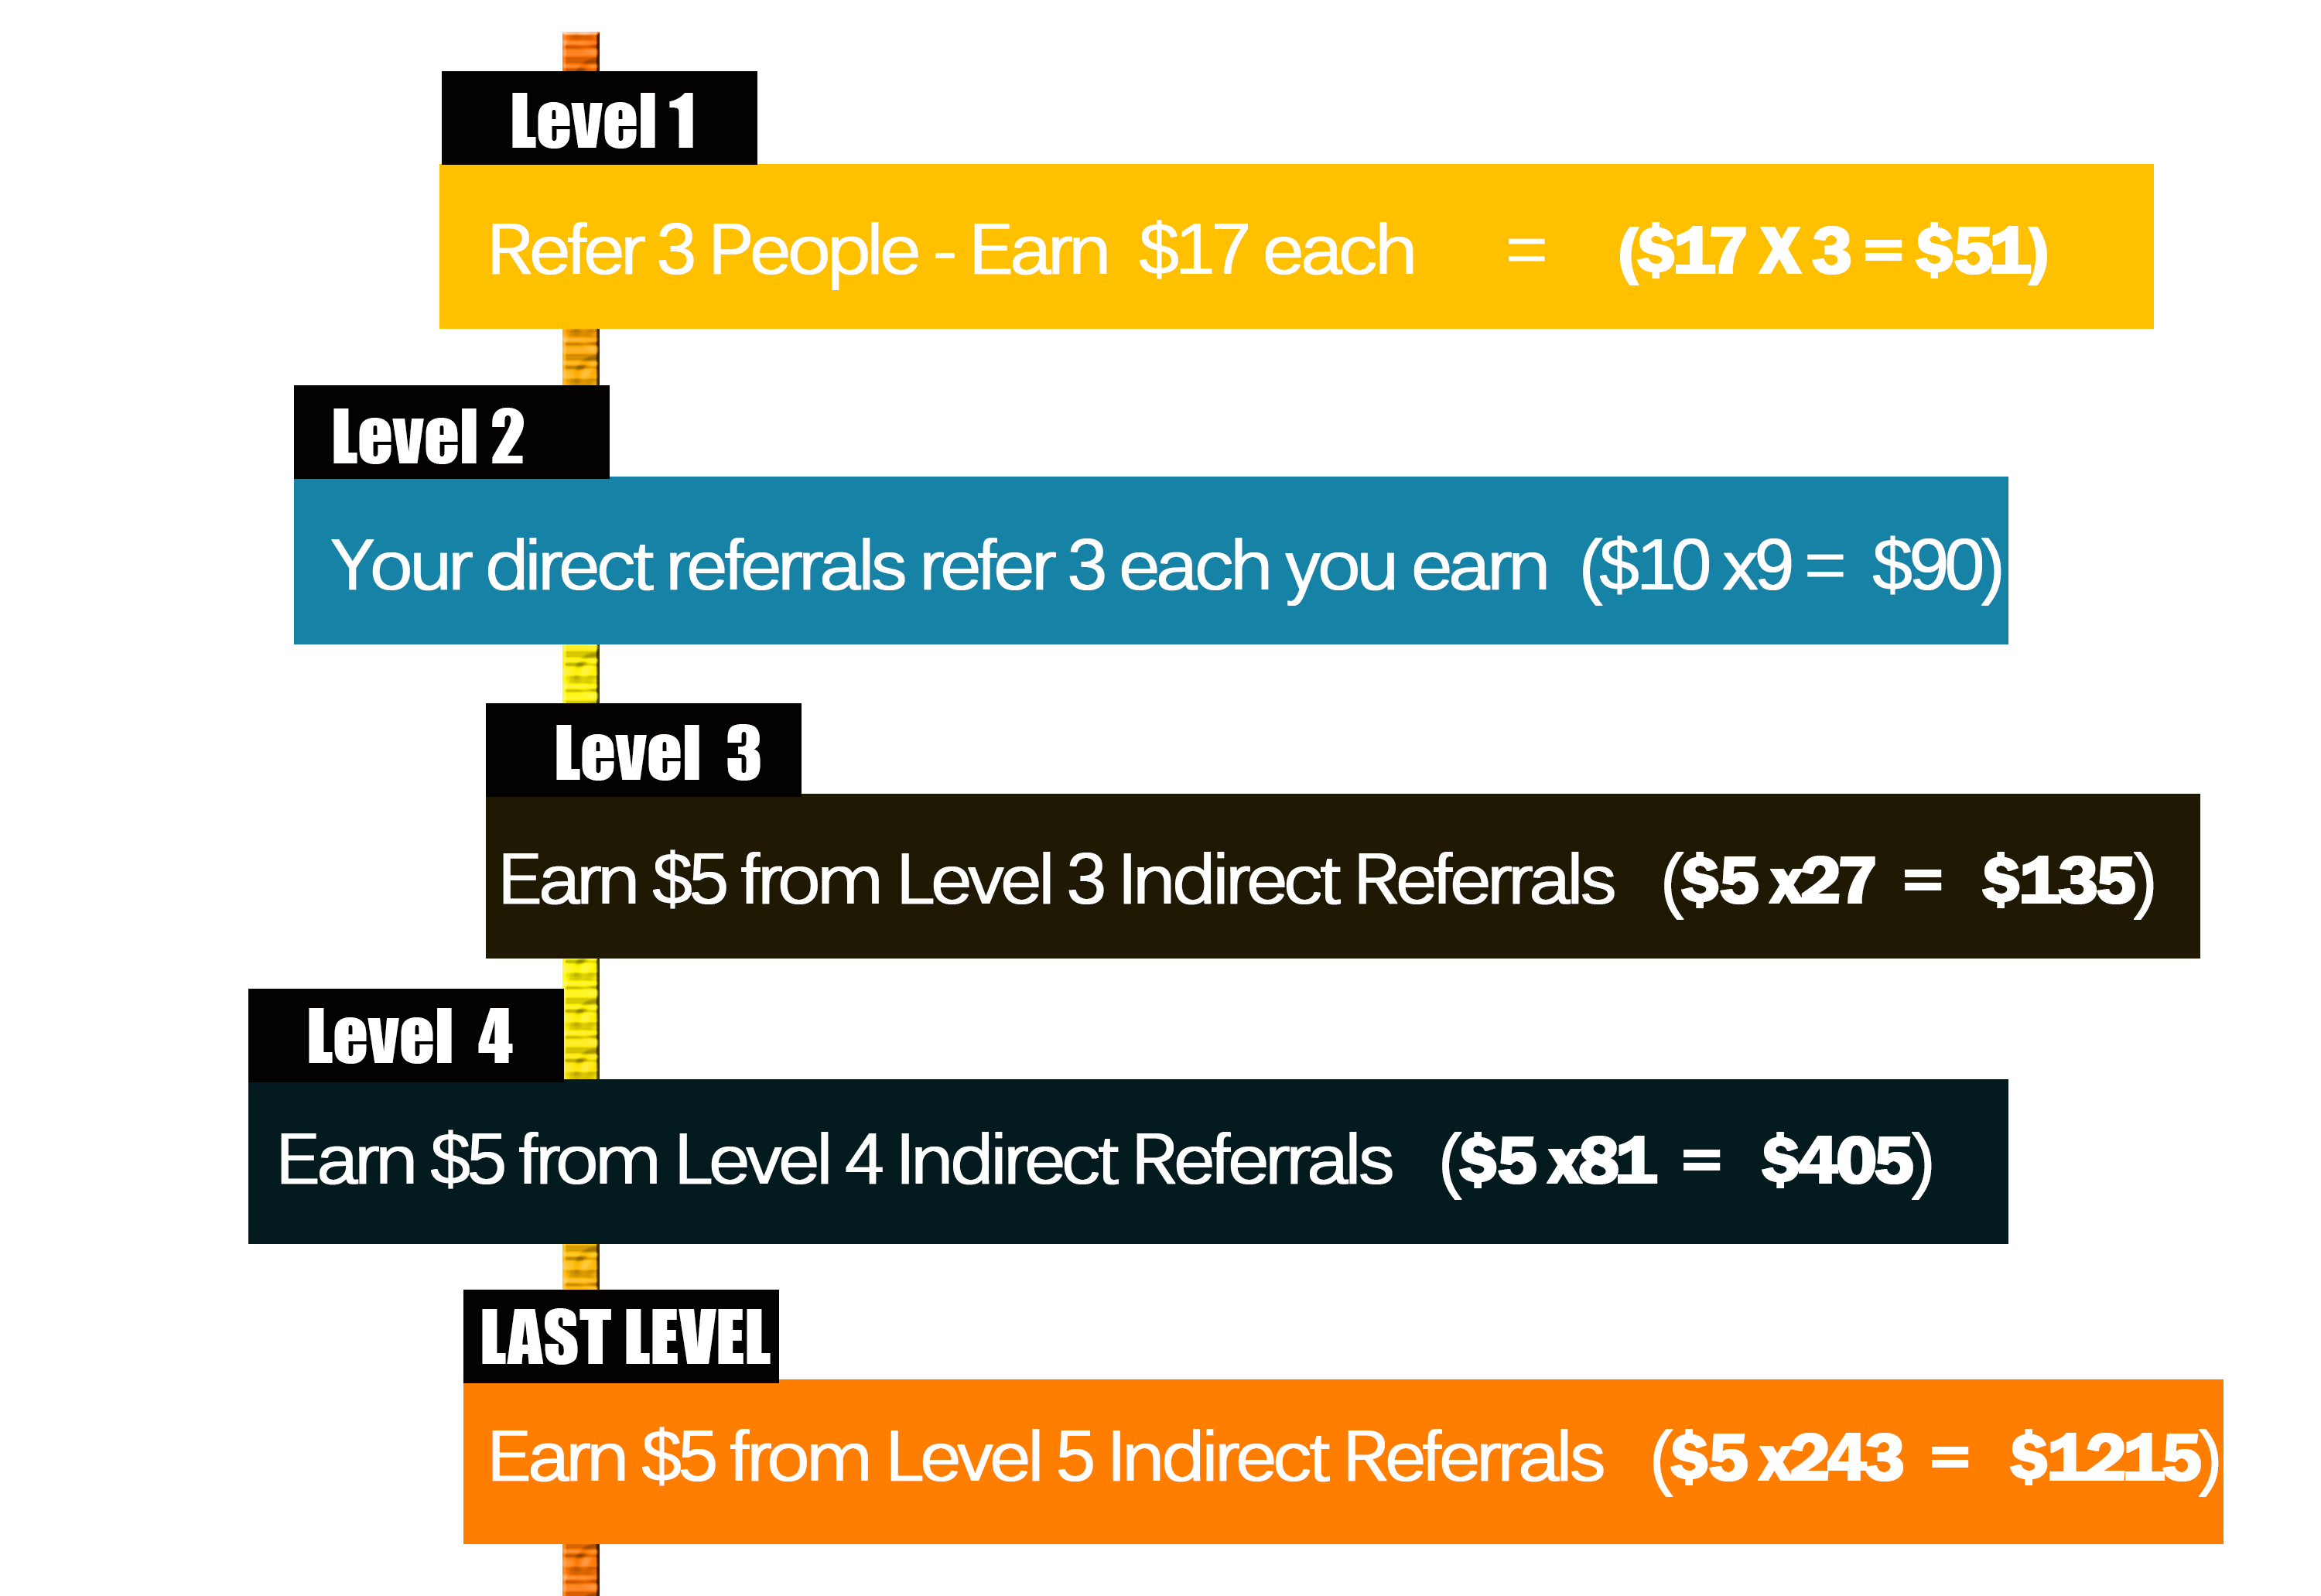 Level 1
Refer 3 People - Earn $17 each = ($17 X 3 = $51)
Level 2
Your direct referrals refer 3 each you earn ($10 x9 = $90)
Level 3
Earn $5 from Level 3 Indirect Referrals ($5 x27 = $135)
Level 4
Earn $5 from Level 4 Indirect Referrals ($5 x81 = $405)
LAST LEVEL
Earn $5 from Level 5 Indirect Referrals ($5 x243 = $1215)